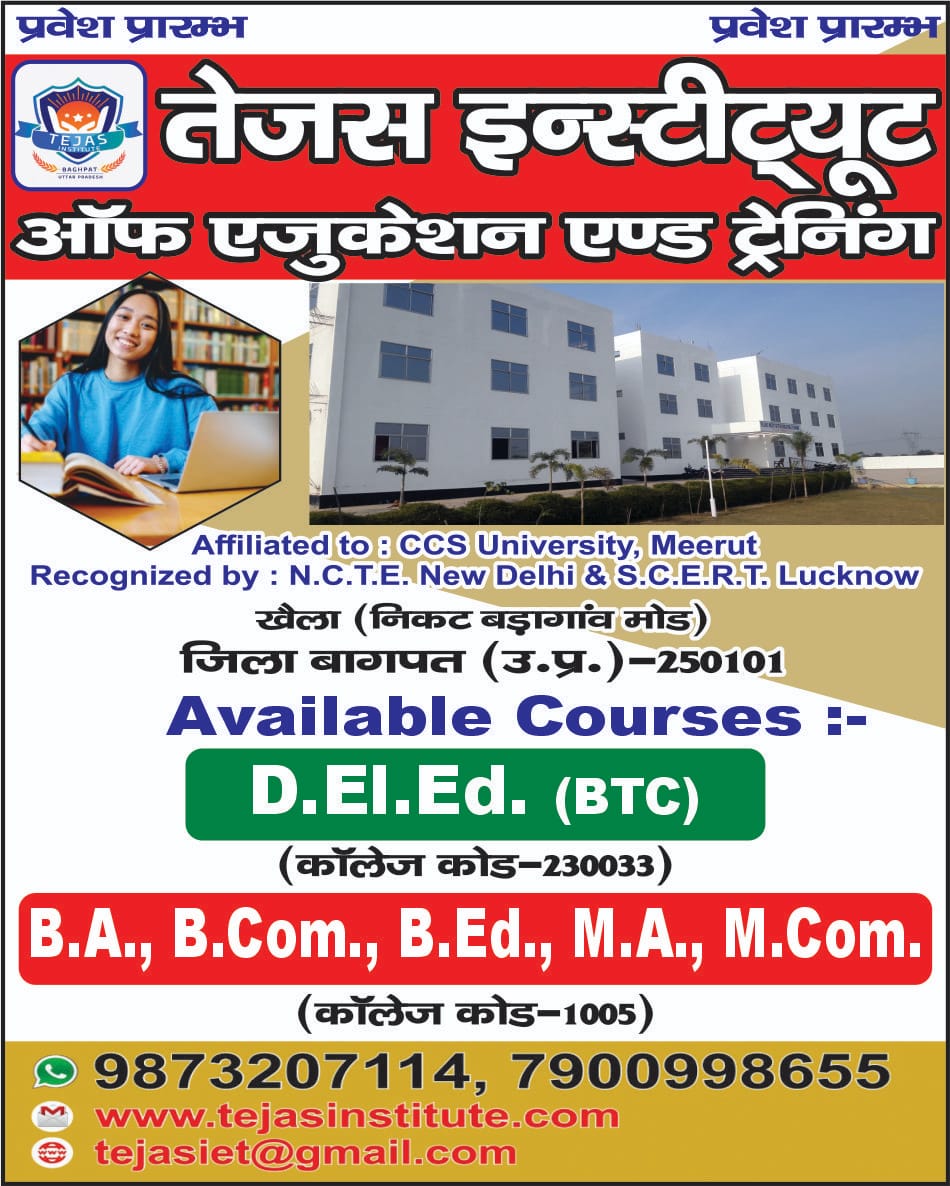 प्रवेश प्रारम्भ प्रवेश प्रारम्भ
TEJAS
INSTITUTE
BAGHPAT
UTTAR PRADESH
तेजस इन्स्टीट्यूट
ऑफ एजुकेशन एण्ड ट्रेनिंग
Affiliated to : CCS University, Meerut
Recognized by : N.C.T.E. New Delhi & S.C.E.R.T. Lucknow
खैला (निकट बड़ागांव मोड)
जिला बागपत (उ.प्र.)-250101
Available Courses :-
D.El.Ed. (BTC)
(कॉलेज कोड-230033)
B.A., B.Com., B.Ed., M.A., M.Com.
(कॉलेज कोड-1005)
9873207114, 7900998655
www.tejasinstitute.com
tejasiet@gmail.com